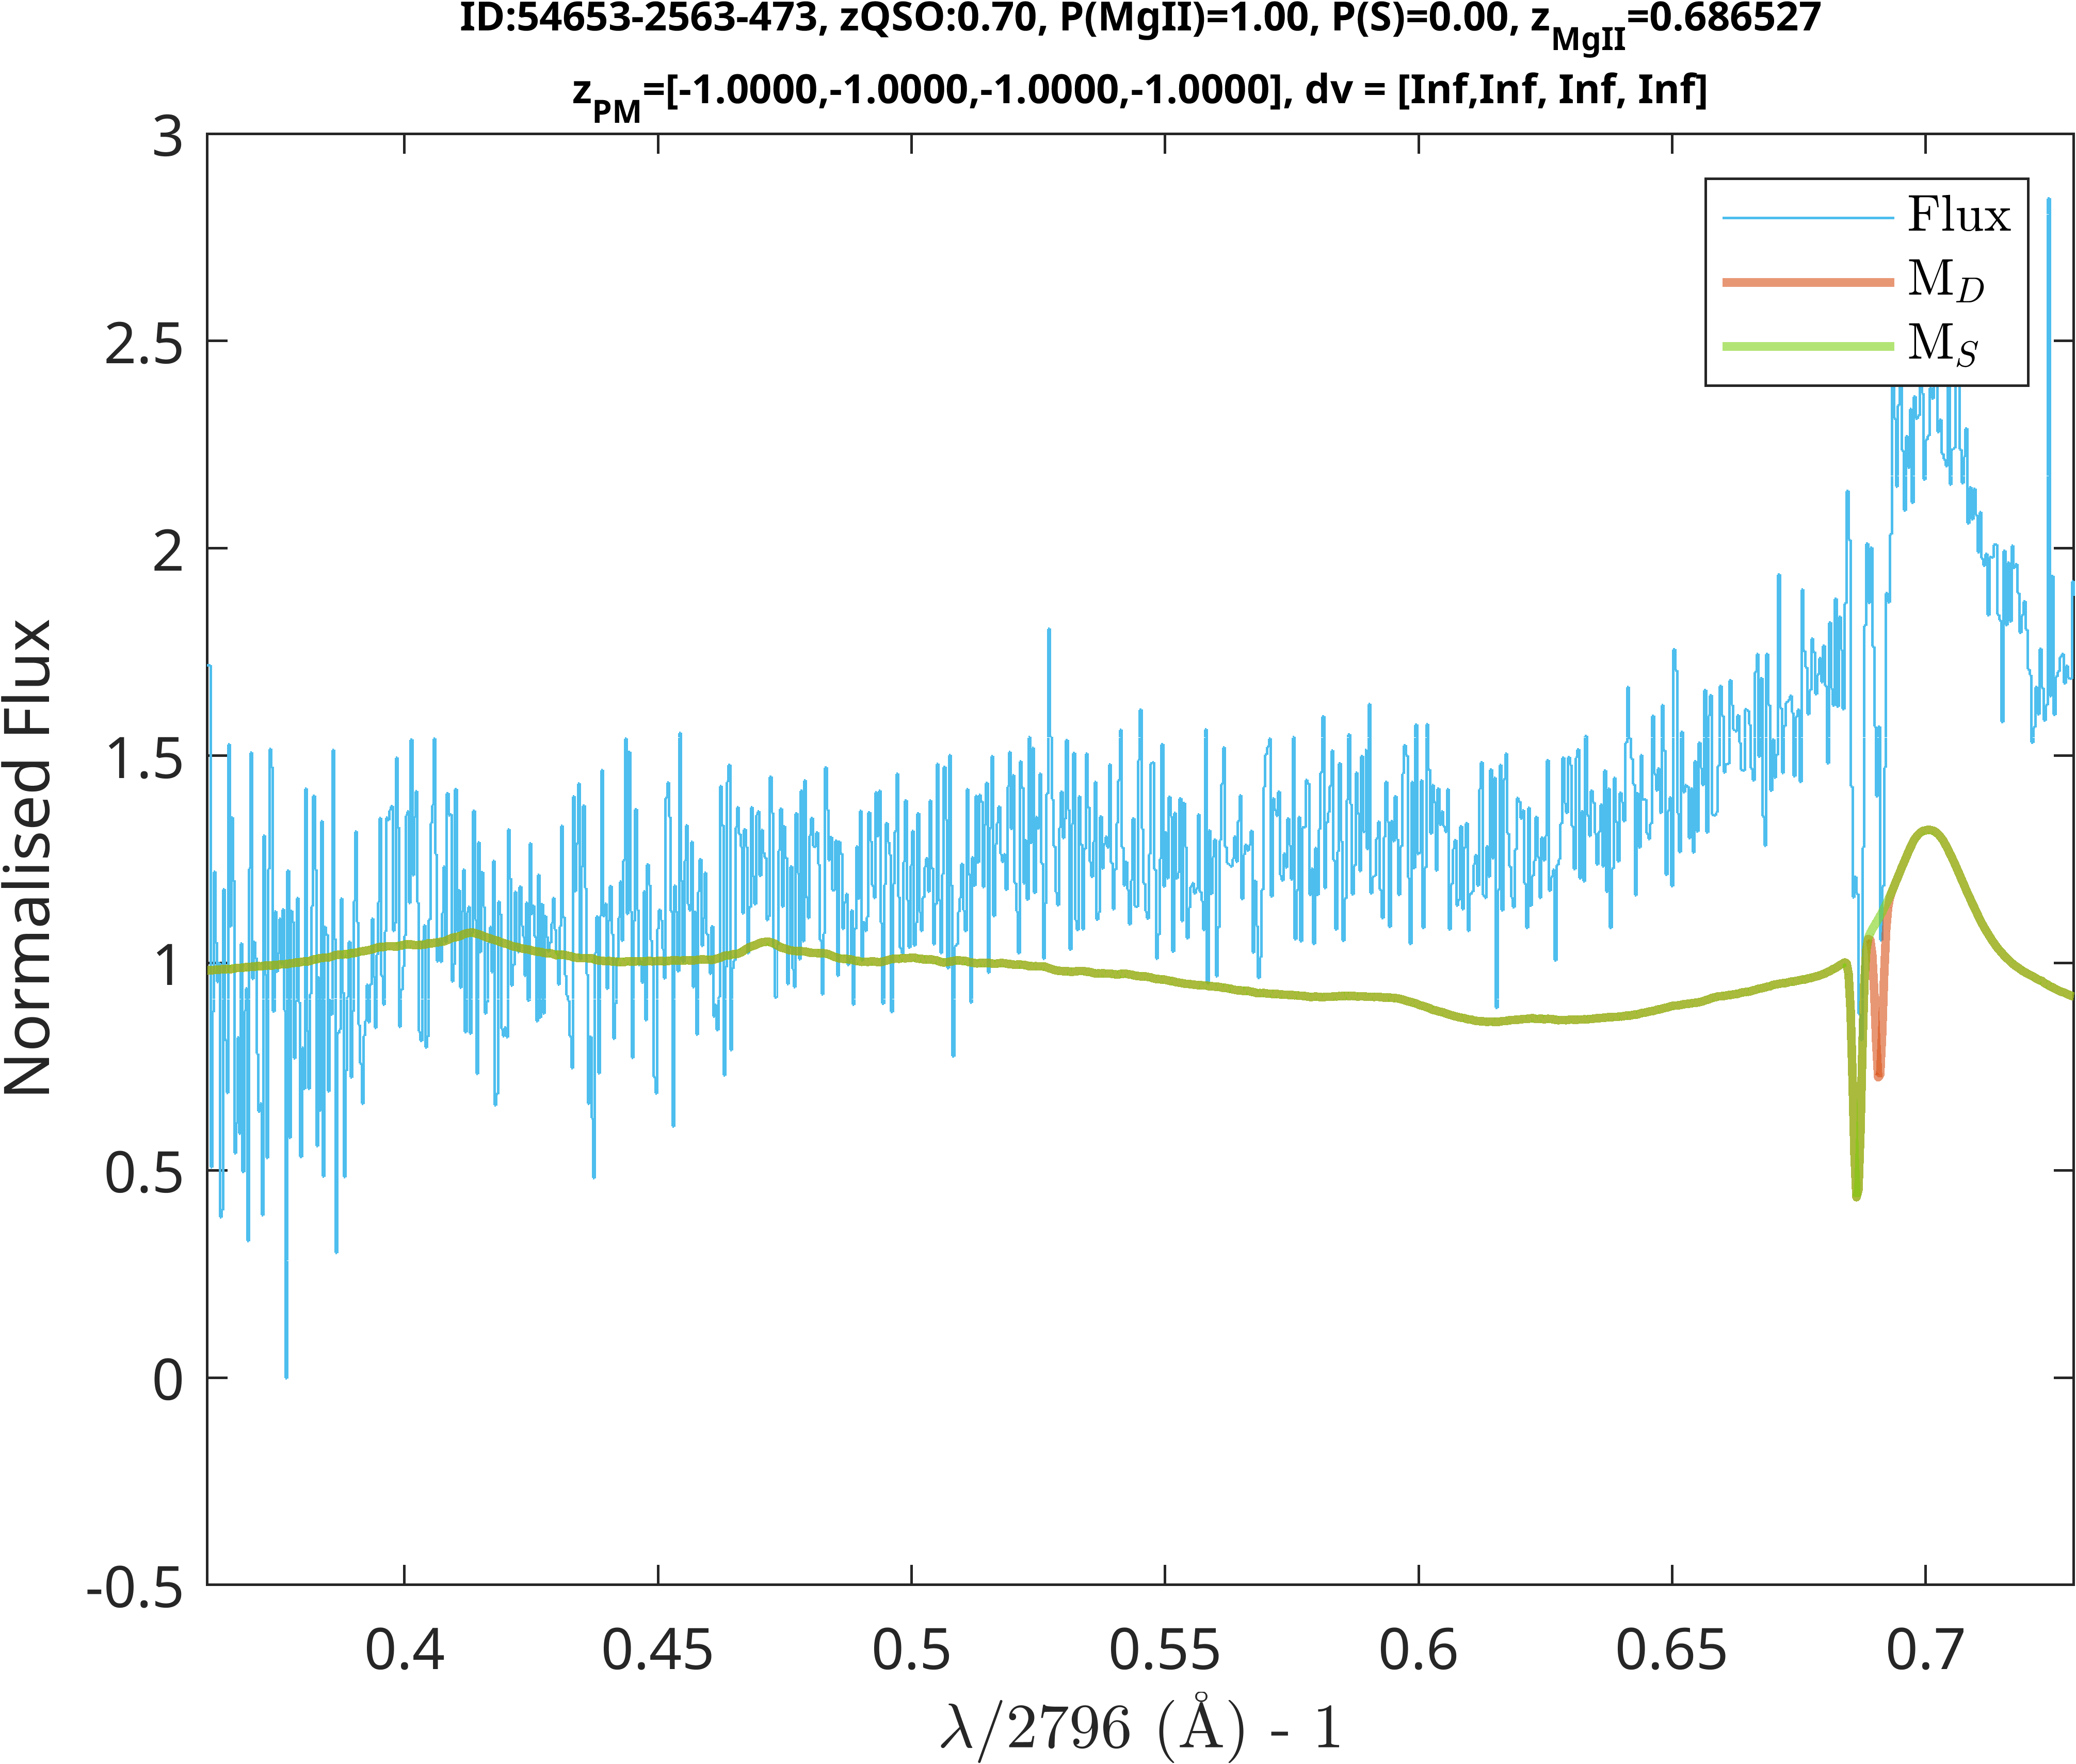 ID:54653-2563-473, zQSO:0.70, P(MgII)=1.00, P(S)=0.00, zMgII=0.686527
zPM=[-1.0000,-1.0000,-1.0000,-1.0000], dv = [Inf,Inf, Inf, Inf]
3
2.5
2
1.5
1
0.5
0
-0.5
Normalised Flux
Flux
MD
MS
0.4 0.45 0.5 0.55 0.6 0.65 0.7
λ/2796 (Å) - 1